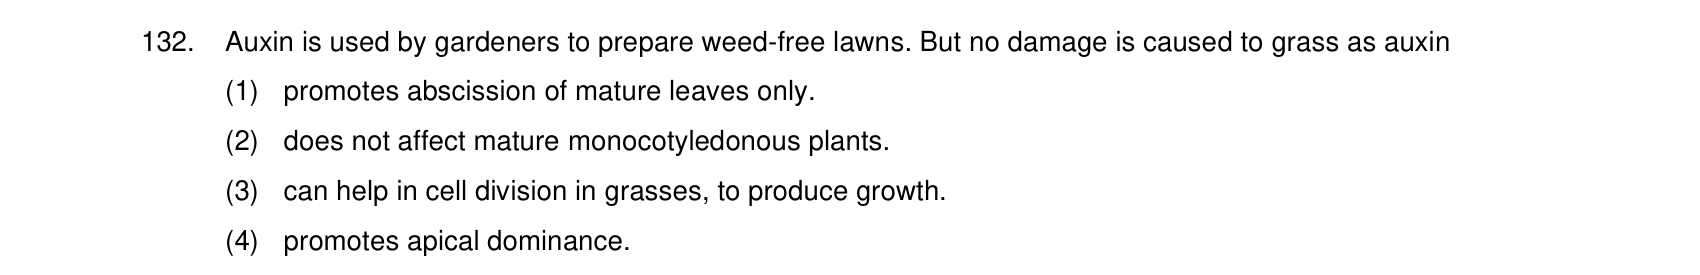 132. Auxin is used by gardeners to prepare weed-free lawns. But no damage is caused to grass as auxin
(1) promotes abscission of mature leaves only.
(2) does not affect mature monocotyledonous plants.
(3) can help in cell division in grasses, to produce growth.
(4) promotes apical dominance.